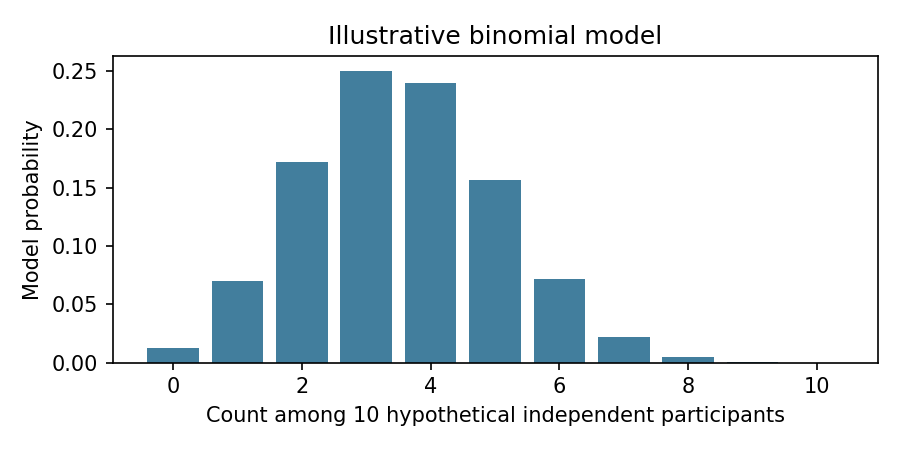 Illustrative binomial model
Model probability
0.25
0.20
0.15
0.10
0.05
0.00
0 2 4 6 8 10
Count among 10 hypothetical independent participants